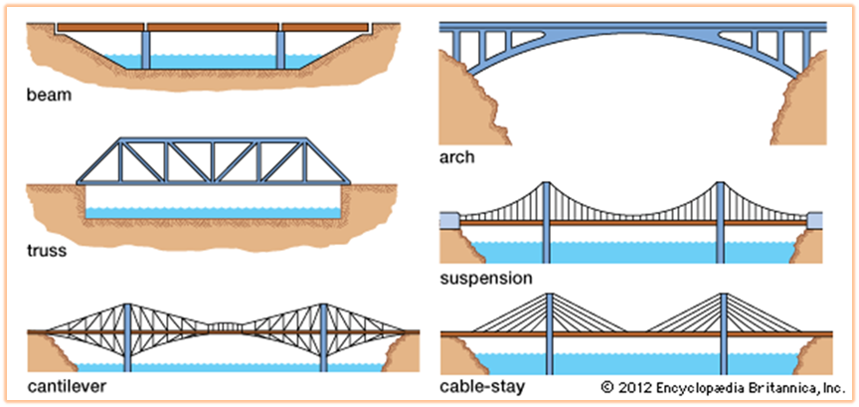 beam
arch
truss
suspension
cantilever
cable-stay
© 2012 Encyclopædia Britannica, Inc.